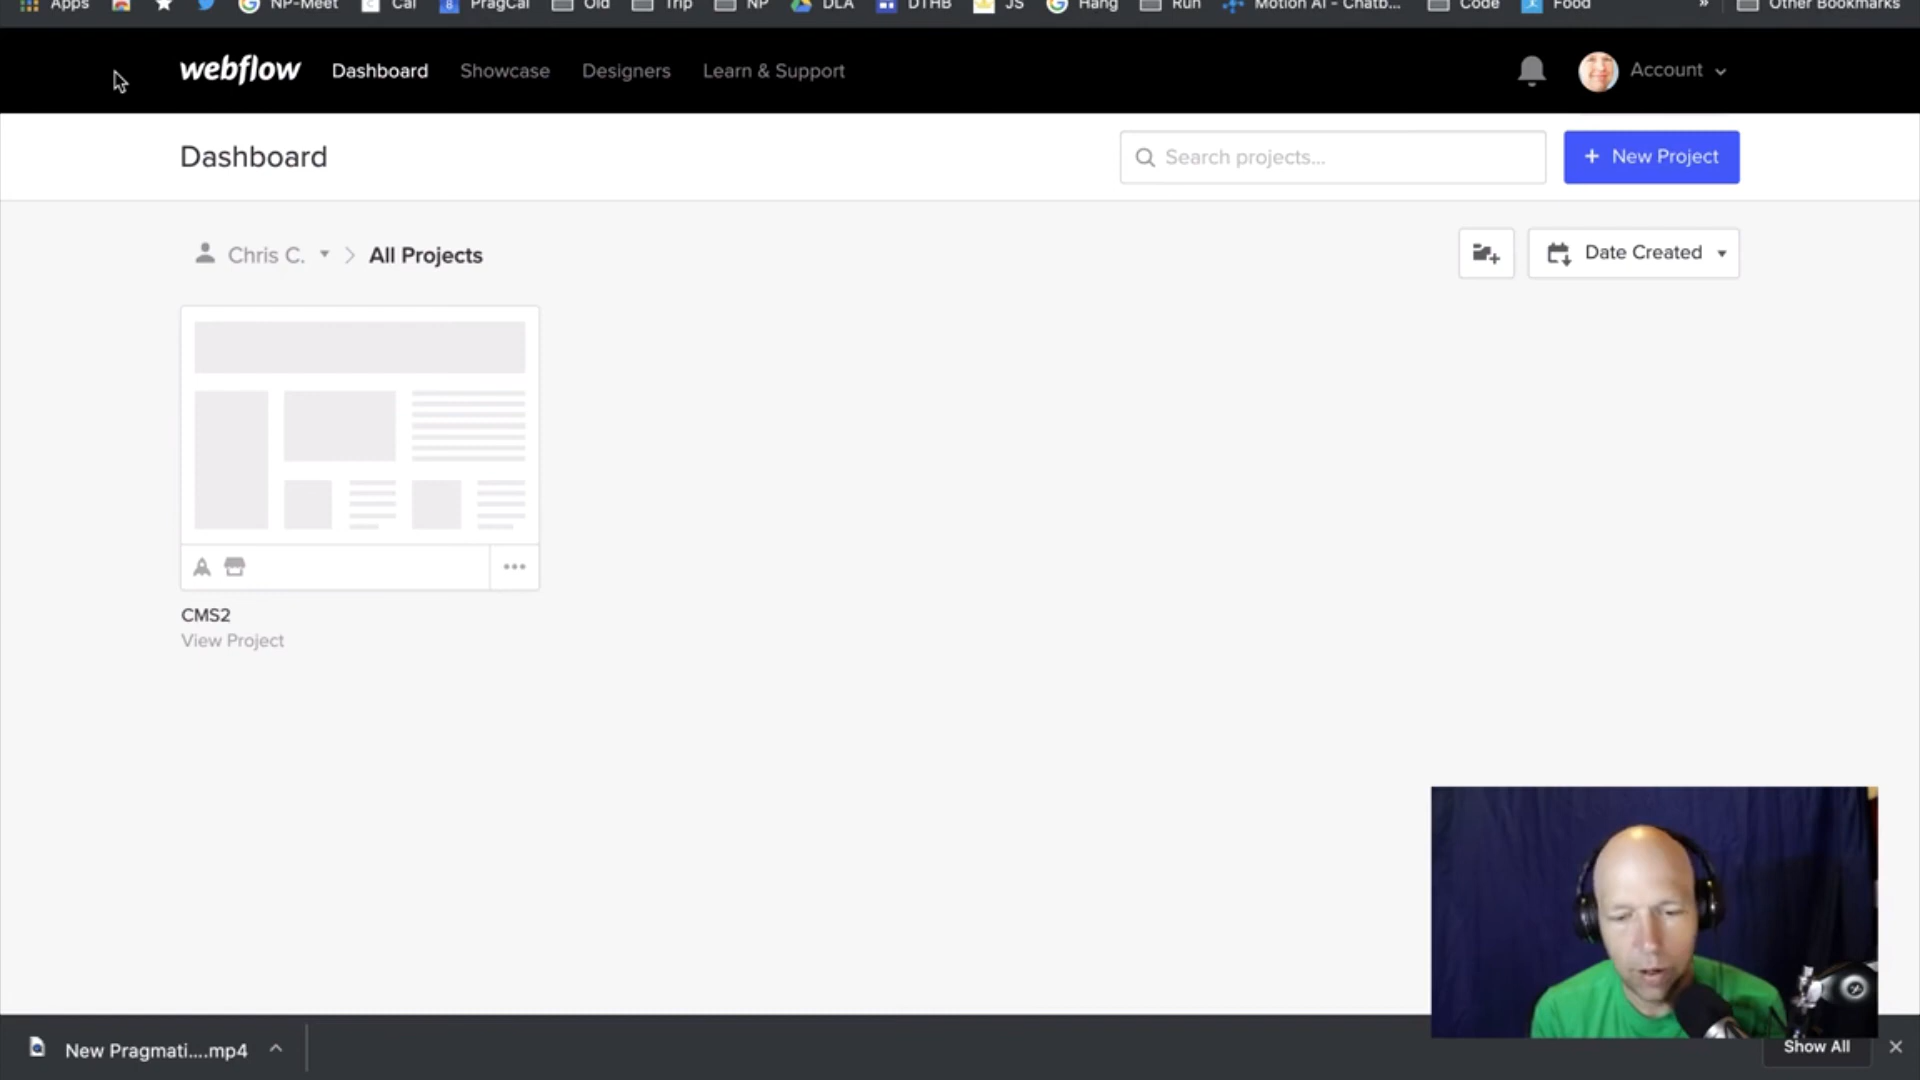 Apps NP-Meet Cal PragCal Old Trip NP DLA DTHB JS Hang Run Motion AI - Chatb... Code Food » Other Bookmarks
webflow Dashboard Showcase Designers Learn & Support Account
Dashboard Search projects... + New Project
Chris C. > All Projects Date Created
CMS2
View Project
New Pragmati....mp4 Show All